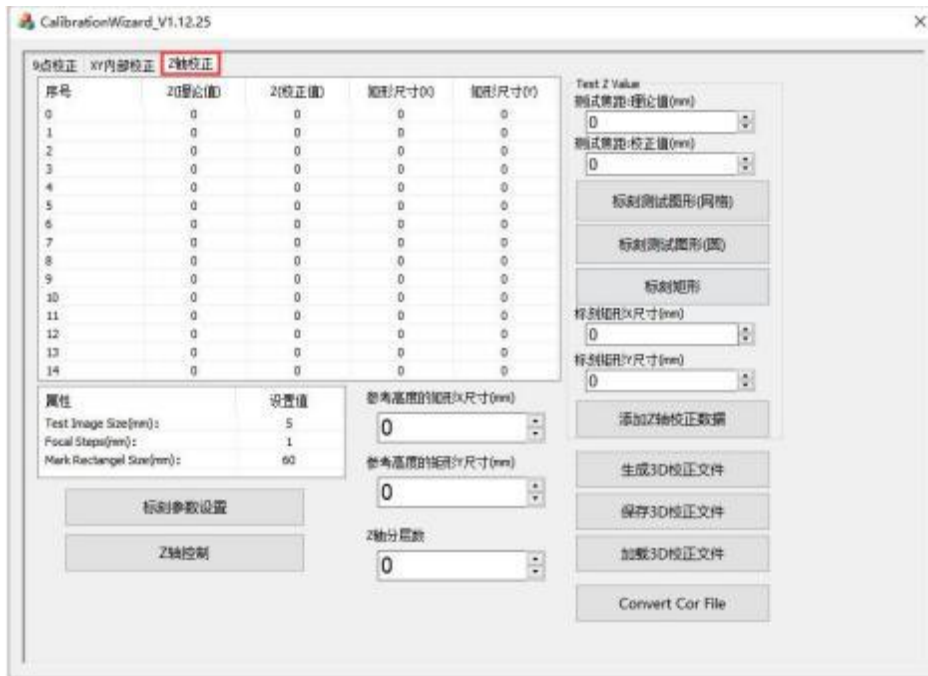 CalibrationWizard_V1.12.25
9点校正 XY内部校正 Z轴校正
序号 Z(理论值) Z(校正值) 矩形尺寸(X) 矩形尺寸(Y)
0 0 0 0 0
1 0 0 0 0
2 0 0 0 0
3 0 0 0 0
4 0 0 0 0
5 0 0 0 0
6 0 0 0 0
7 0 0 0 0
8 0 0 0 0
9 0 0 0 0
10 0 0 0 0
11 0 0 0 0
12 0 0 0 0
13 0 0 0 0
14 0 0 0 0
属性 设置值
Test Image Size(mm): 5
Focal Steps(mm): 1
Mark Rectangel Size(mm): 60
标刻参数设置
Z轴控制
参考高度的矩形X尺寸(mm)
0
参考高度的矩形Y尺寸(mm)
0
Z轴分层数
0
Test Z Value
测试焦距:理论值(mm)
0
测试焦距:校正值(mm)
0
标刻测试图形(网格)
标刻测试图形(圆)
标刻矩形
标刻矩形X尺寸(mm)
0
标刻矩形Y尺寸(mm)
0
添加Z轴校正数据
生成3D校正文件
保存3D校正文件
加载3D校正文件
Convert Cor File